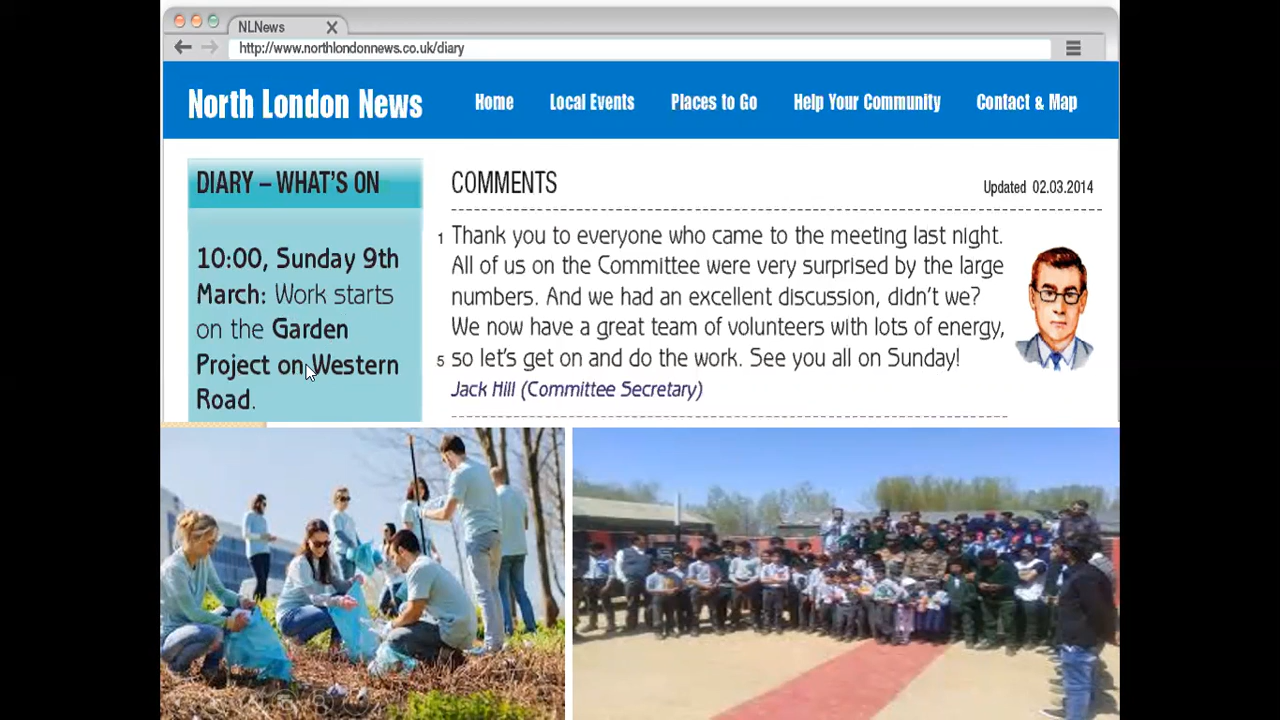 NLNews
http://www.northlondonnews.co.uk/diary
North London News
Home Local Events Places to Go Help Your Community Contact & Map
DIARY – WHAT'S ON
10:00, Sunday 9th
March: Work starts
on the Garden
Project on Western
Road.
COMMENTS
Updated 02.03.2014
1 Thank you to everyone who came to the meeting last night.
All of us on the Committee were very surprised by the large
numbers. And we had an excellent discussion, didn't we?
We now have a great team of volunteers with lots of energy,
5 so let's get on and do the work. See you all on Sunday!
Jack Hill (Committee Secretary)